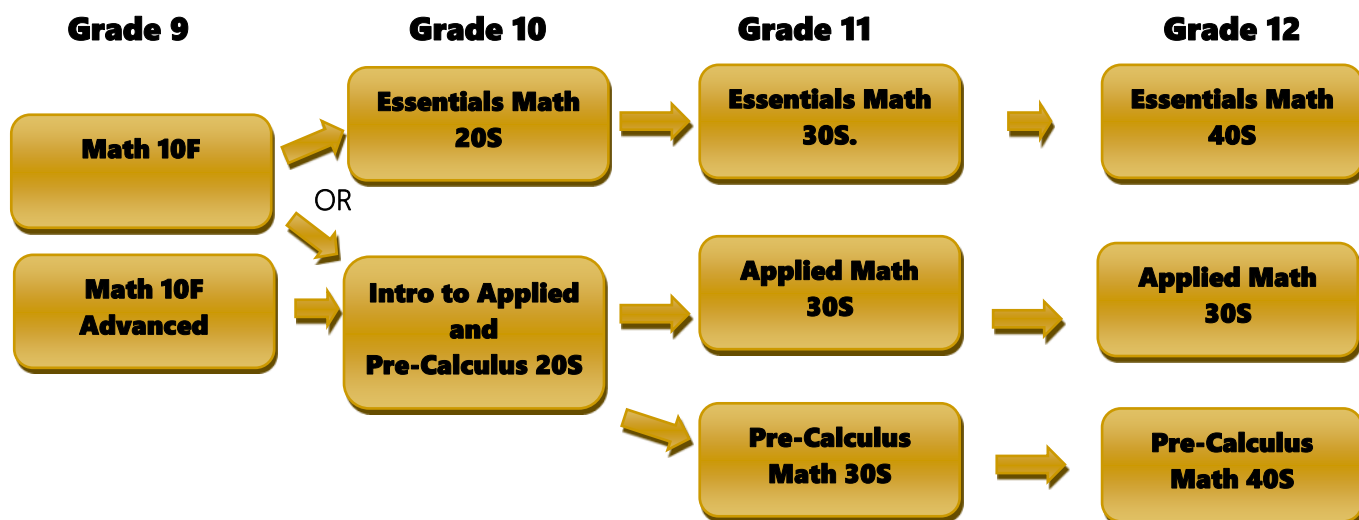 Grade 9
Grade 10
Grade 11
Grade 12
Math 10F
Essentials Math
20S
Essentials Math
30S.
Essentials Math
40S
OR
Math 10F
Advanced
Intro to Applied
and
Pre-Calculus 20S
Applied Math
30S
Applied Math
30S
Pre-Calculus
Math 30S
Pre-Calculus
Math 40S